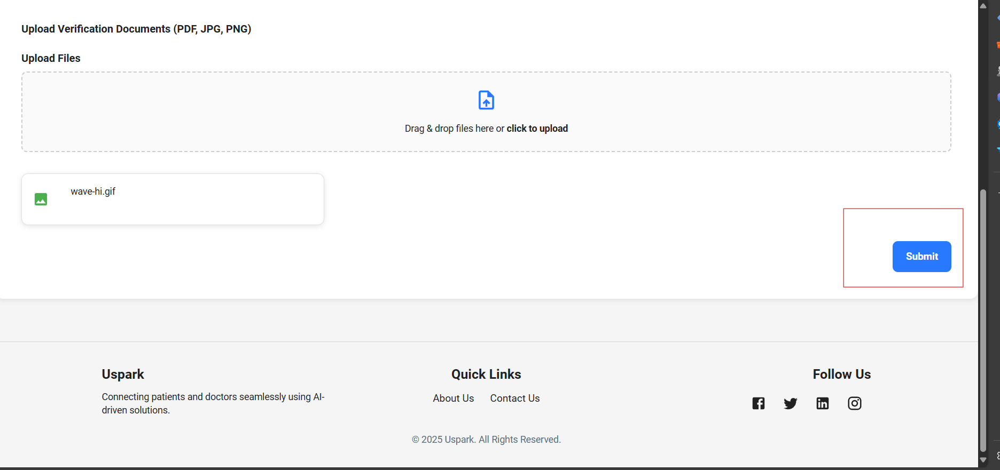 Upload Verification Documents (PDF, JPG, PNG)
Upload Files
Drag & drop files here or click to upload
wave-hi.gif
Submit
Uspark
Connecting patients and doctors seamlessly using AI-
driven solutions.
Quick Links
About Us Contact Us
Follow Us
© 2025 Uspark. All Rights Reserved.